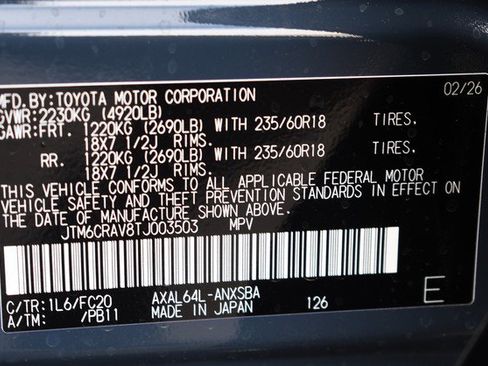 MFD. BY:TOYOTA MOTOR CORPORATION 02/26
GVWR:2230KG (4920LB)
GAWR:FRT. 1220KG (2690LB) WITH 235/60R18 TIRES.
18X7 1/2J RIMS.
RR. 1220KG (2690LB) WITH 235/60R18 TIRES.
18X7 1/2J RIMS.
THIS VEHICLE CONFORMS TO ALL APPLICABLE FEDERAL MOTOR
VEHICLE SAFETY AND THEFT PREVENTION STANDARDS IN EFFECT ON
THE DATE OF MANUFACTURE SHOWN ABOVE.
JTM6CRAV8TJ003503 MPV
C/TR:1L6/FC20 AXAL64L-ANXSBA
A/TM: /PB11 MADE IN JAPAN 126 E